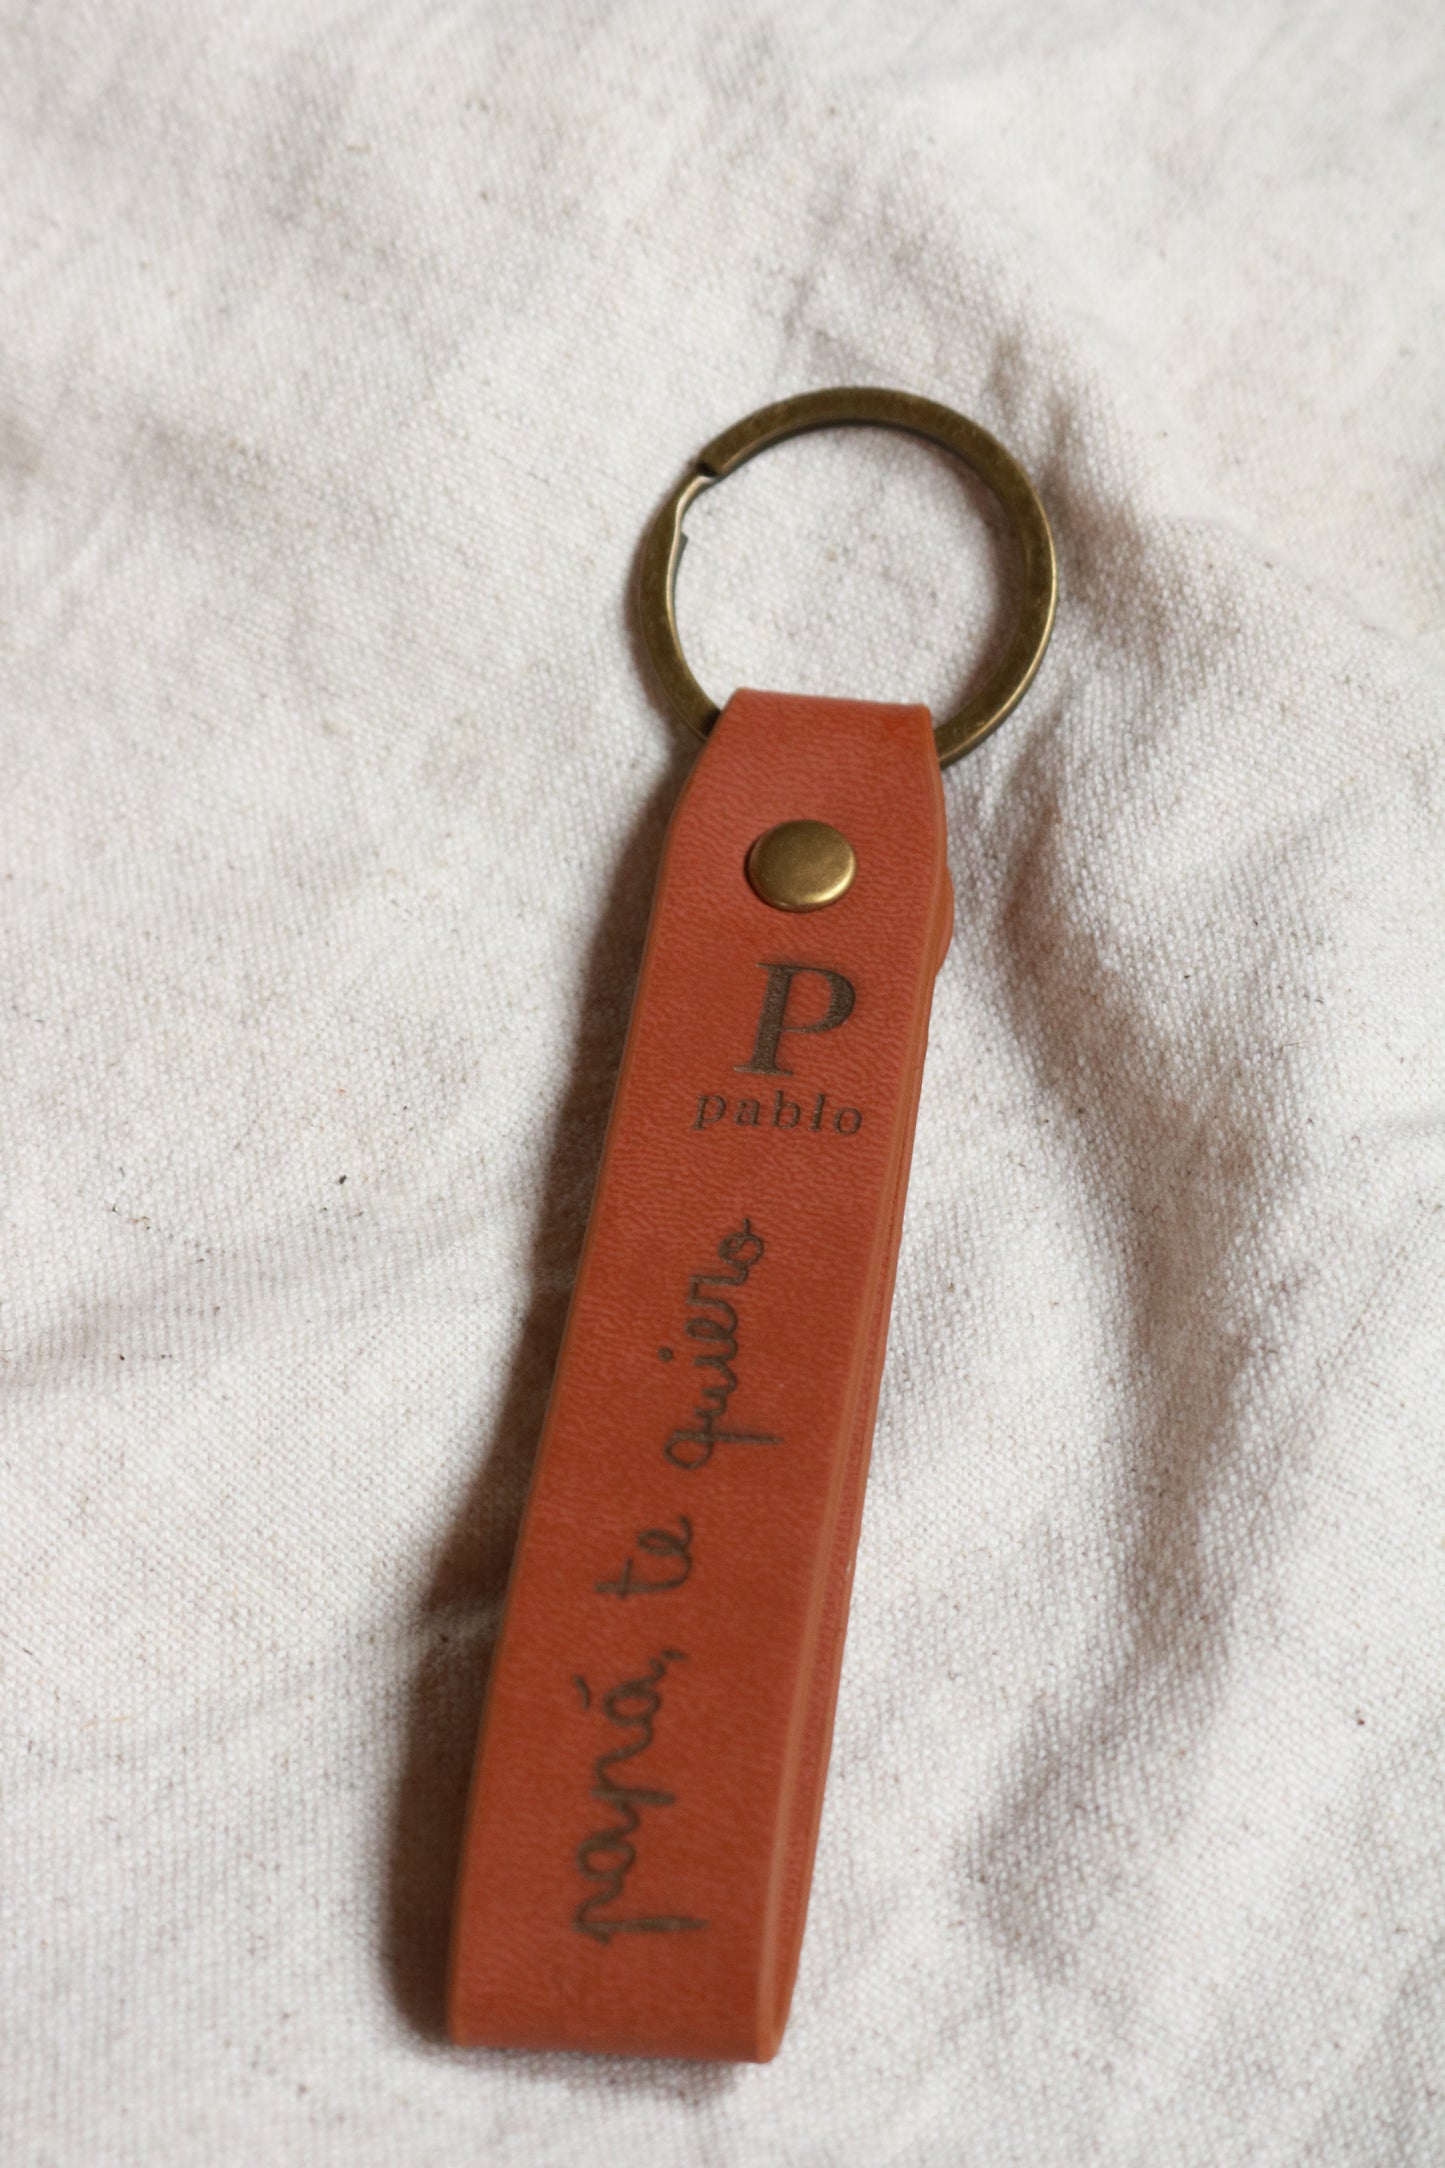 P
pablo
papá, te quiero